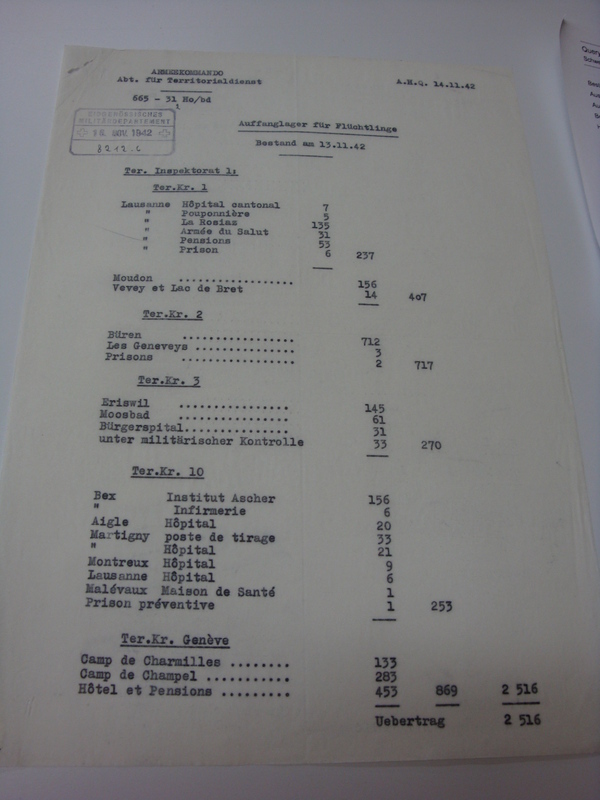 ARMEEKOMMANDO
Abt. für Territorialdienst
A.H.Q. 14.11.42
665 - 31 Ho/bd
EIDGENÖSSISCHES
MILITÄRDEPARTEMENT
16. NOV. 1942
8212.c
Auffanglager für Flüchtlinge
Bestand am 13.11.42
Ter. Inspektorat 1:
Ter.Kr. 1
Lausanne Hôpital cantonal 7
" Pouponnière 5
" La Rosiaz 135
" Armée du Salut 31
" Pensions 53
" Prison 6 237
Moudon ................. 156
Vevey et Lac de Bret 14 407
Ter.Kr. 2
Büren ................. 712
Les Geneveys ............... 3
Prisons ................. 2 717
Ter.Kr. 3
Eriswil ................. 145
Moosbad ................. 61
Bürgerspital................ 31
unter militärischer Kontrolle 33 270
Ter.Kr. 10
Bex Institut Ascher 156
" Infirmerie 6
Aigle Hôpital 20
Martigny poste de tirage 33
" Hôpital 21
Montreux Hôpital 9
Lausanne Hôpital 6
Malévaux Maison de Santé 1
Prison préventive 1 253
Ter.Kr. Genève
Camp de Charmilles ........ 133
Camp de Champel ........... 283
Hôtel et Pensions ......... 453 869 2 516
Uebertrag 2 516